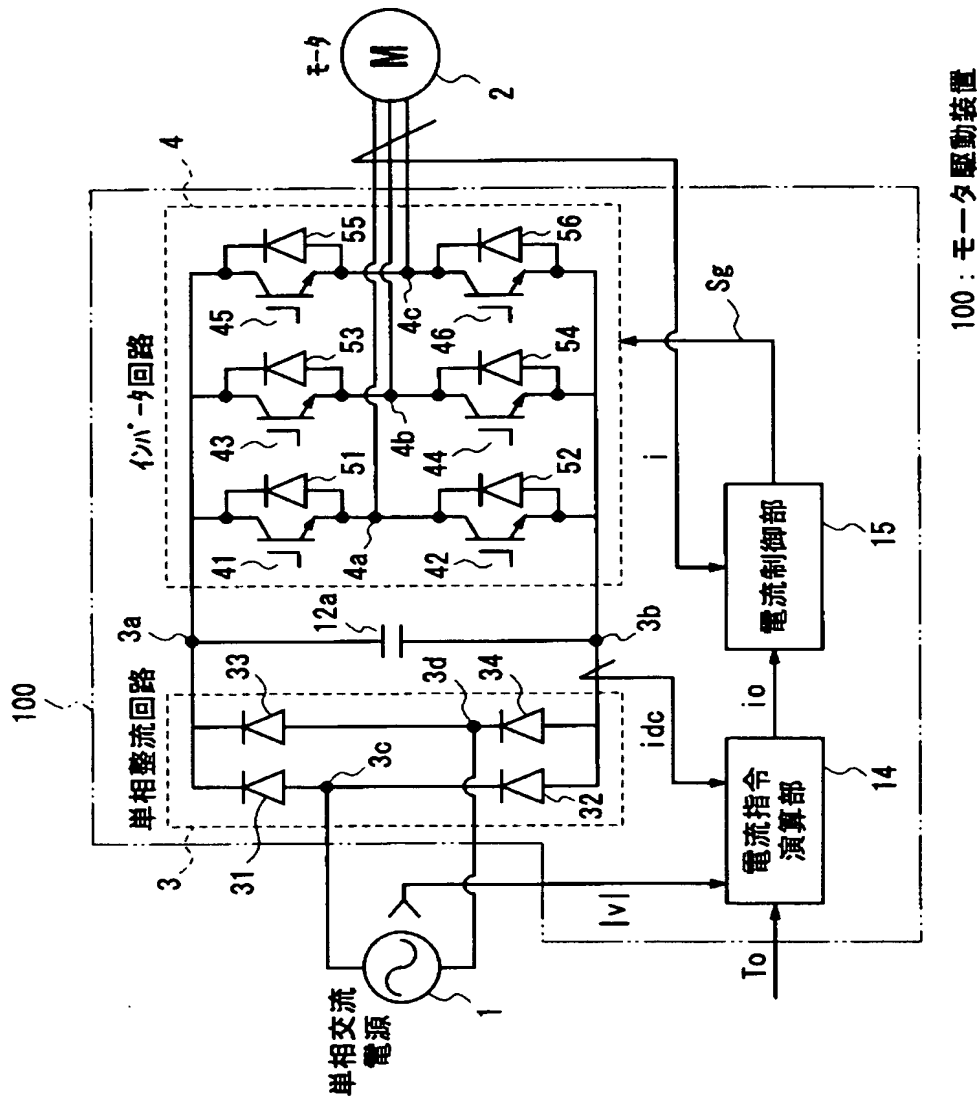 100
単相整流回路
インバータ回路
モータ
3
31
33
3a
12a
4
41
51
43
53
45
55
M
2
単相交流
電源
1
3c
3d
4a
4b
4c
32
34
3b
42
52
44
54
46
56
|v|
idc
i
Sg
To
電流指令
演算部
14
io
電流制御部
15
100:モータ駆動装置